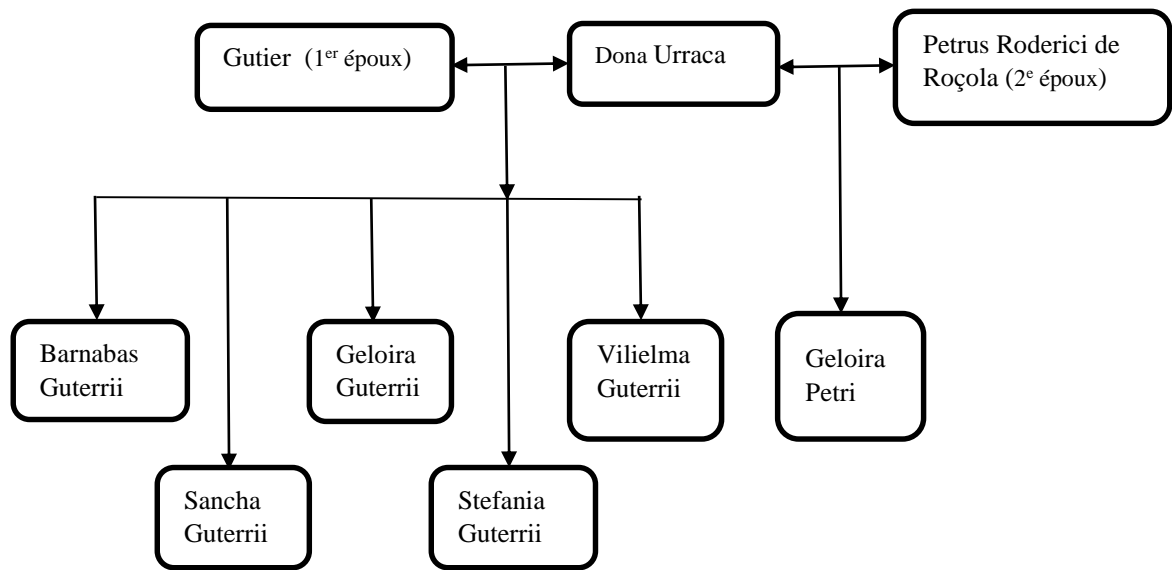 Gutier (1er époux)
Dona Urraca
Petrus Roderici de
Roçola (2e époux)
Barnabas
Guterrii
Geloira
Guterrii
Vilielma
Guterrii
Geloira
Petri
Sancha
Guterrii
Stefania
Guterrii